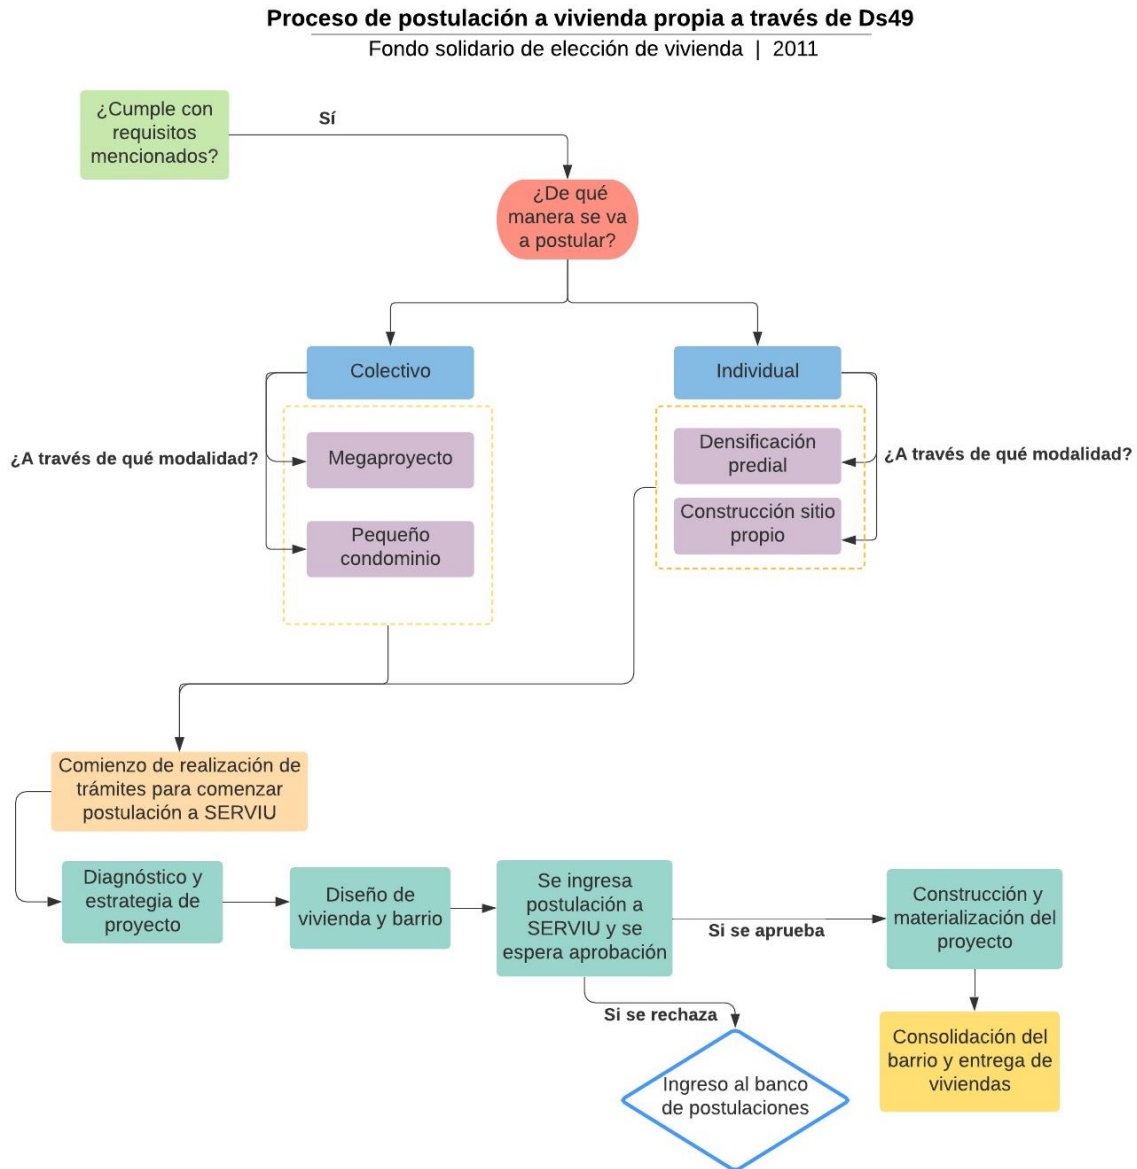 Proceso de postulación a vivienda propia a través de Ds49
Fondo solidario de elección de vivienda | 2011
¿Cumple con
requisitos
mencionados?
Sí
¿De qué
manera se va
a postular?
Colectivo
Individual
¿A través de qué modalidad?
Megaproyecto
Pequeño
condominio
Densificación
predial
Construcción sitio
propio
¿A través de qué modalidad?
Comienzo de realización de
trámites para comenzar
postulación a SERVIU
Diagnóstico y
estrategia de
proyecto
Diseño de
vivienda y barrio
Se ingresa
postulación a
SERVIU y se
espera aprobación
Si se aprueba
Construcción y
materialización del
proyecto
Si se rechaza
Ingreso al banco
de postulaciones
Consolidación del
barrio y entrega de
viviendas